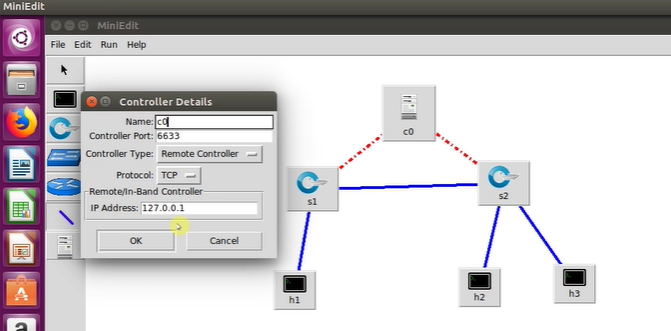 MiniEdit
MiniEdit
File Edit Run Help
Controller Details
Name: c0
Controller Port: 6633
Controller Type: Remote Controller
Protocol: TCP
Remote/In-Band Controller
IP Address: 127.0.0.1
OK Cancel
c0
s1
s2
h1
h2
h3